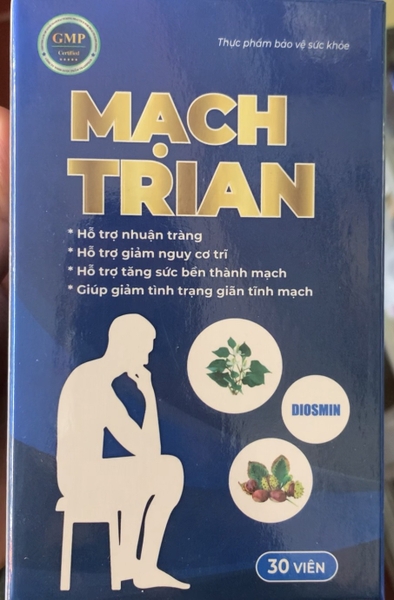 GMP
Certified
Thực phẩm bảo vệ sức khỏe
MẠCH
TRIAN
* Hỗ trợ nhuận tràng
* Hỗ trợ giảm nguy cơ trĩ
* Hỗ trợ tăng sức bền thành mạch
* Giúp giảm tình trạng giãn tĩnh mạch
DIOSMIN
30 VIÊN